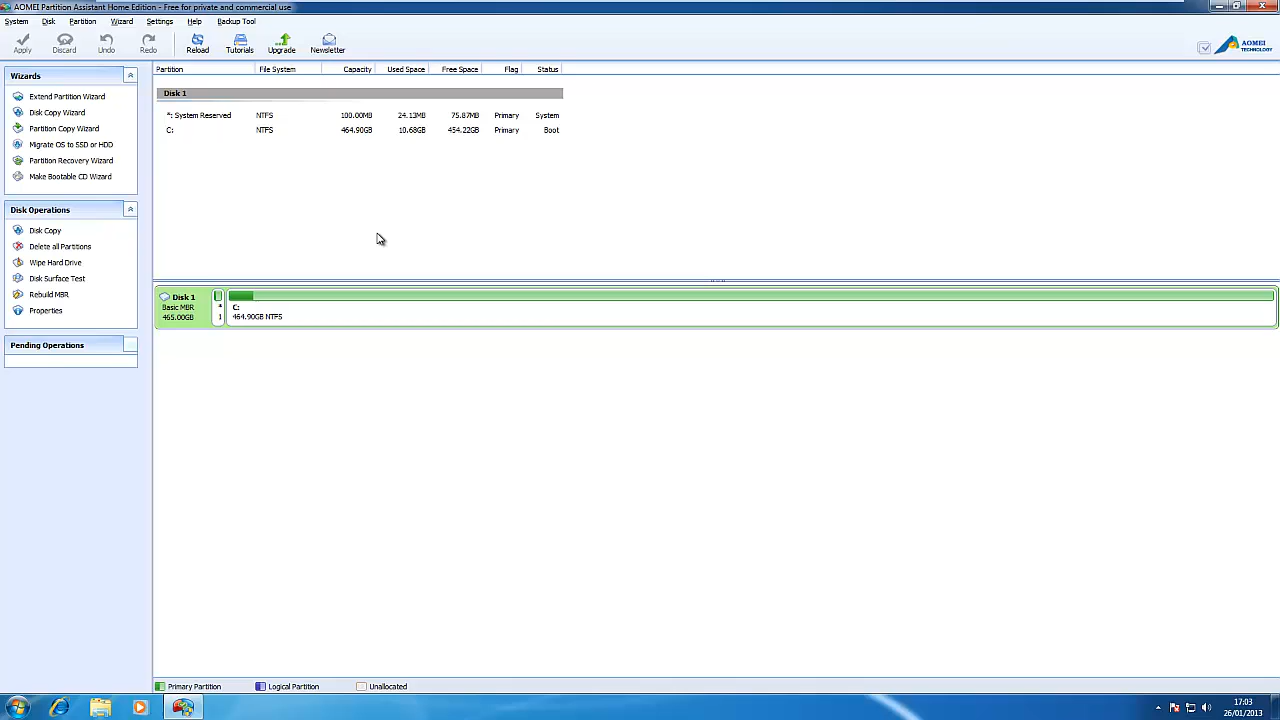 AOMEI Partition Assistant Home Edition - Free for private and commercial use
System Disk Partition Wizard Settings Help Backup Tool
Apply Discard Undo Redo Reload Tutorials Upgrade Newsletter
AOMEI
TECHNOLOGY
Wizards
Extend Partition Wizard
Disk Copy Wizard
Partition Copy Wizard
Migrate OS to SSD or HDD
Partition Recovery Wizard
Make Bootable CD Wizard
Disk Operations
Disk Copy
Delete all Partitions
Wipe Hard Drive
Disk Surface Test
Rebuild MBR
Properties
Pending Operations
Partition File System Capacity Used Space Free Space Flag Status
Disk 1
*: System Reserved NTFS 100.00MB 24.13MB 75.87MB Primary System
C: NTFS 464.90GB 10.68GB 454.22GB Primary Boot
Disk 1
Basic MBR
465.00GB
*
1
C:
464.90GB NTFS
Primary Partition Logical Partition Unallocated
17:03
26/01/2013